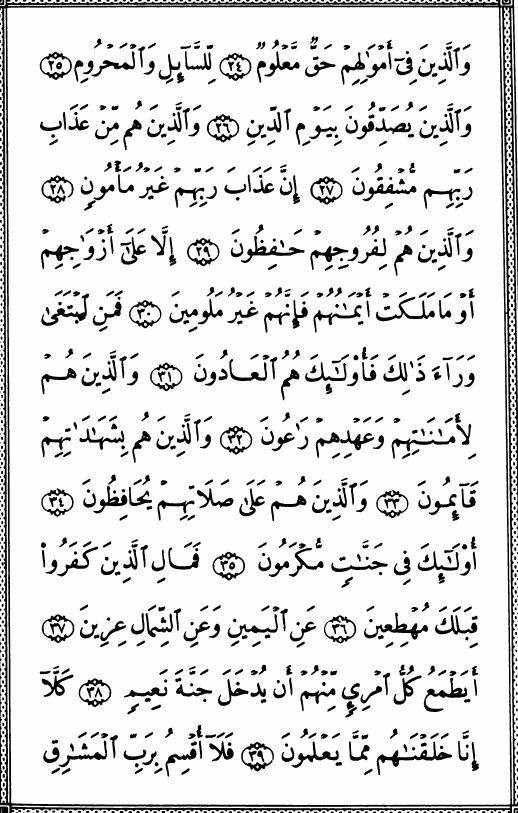 وَٱلَّذِينَ فِىٓ أَمْوَٰلِهِمْ حَقٌّ مَّعْلُومٌ ٢٤ لِّلسَّآئِلِ وَٱلْمَحْرُومِ ٢٥
وَٱلَّذِينَ يُصَدِّقُونَ بِيَوْمِ ٱلدِّينِ ٢٦ وَٱلَّذِينَ هُم مِّنْ عَذَابِ
رَبِّهِم مُّشْفِقُونَ ٢٧ إِنَّ عَذَابَ رَبِّهِمْ غَيْرُ مَأْمُونٍ ٢٨
وَٱلَّذِينَ هُمْ لِفُرُوجِهِمْ حَٰفِظُونَ ٢٩ إِلَّا عَلَىٰٓ أَزْوَٰجِهِمْ
أَوْ مَا مَلَكَتْ أَيْمَٰنُهُمْ فَإِنَّهُمْ غَيْرُ مَلُومِينَ ٣٠ فَمَنِ ٱبْتَغَىٰ
وَرَآءَ ذَٰلِكَ فَأُو۟لَٰٓئِكَ هُمُ ٱلْعَادُونَ ٣١ وَٱلَّذِينَ هُمْ
لِأَمَٰنَٰتِهِمْ وَعَهْدِهِمْ رَٰعُونَ ٣٢ وَٱلَّذِينَ هُم بِشَهَٰدَٰتِهِمْ
قَآئِمُونَ ٣٣ وَٱلَّذِينَ هُمْ عَلَىٰ صَلَاتِهِمْ يُحَافِظُونَ ٣٤
أُو۟لَٰٓئِكَ فِى جَنَّٰتٍ مُّكْرَمُونَ ٣٥ فَمَالِ ٱلَّذِينَ كَفَرُوا۟
قِبَلَكَ مُهْطِعِينَ ٣٦ عَنِ ٱلْيَمِينِ وَعَنِ ٱلشِّمَالِ عِزِينَ ٣٧
أَيَطْمَعُ كُلُّ ٱمْرِئٍ مِّنْهُمْ أَن يُدْخَلَ جَنَّةَ نَعِيمٍ ٣٨ كَلَّآ
إِنَّا خَلَقْنَٰهُم مِّمَّا يَعْلَمُونَ ٣٩ فَلَآ أُقْسِمُ بِرَبِّ ٱلْمَشَٰرِقِ